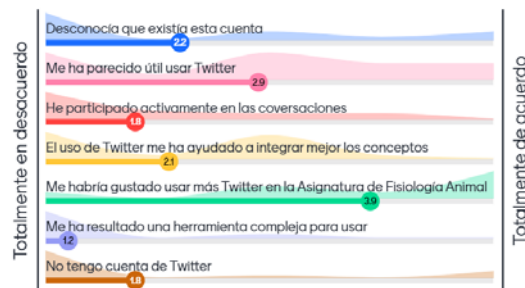 Totalmente en desacuerdo
Desconocía que existía esta cuenta
2.2
Me ha parecido útil usar Twitter
2.9
He participado activamente en las coversaciones
1.8
El uso de Twitter me ha ayudado a integrar mejor los conceptos
2.1
Me habría gustado usar más Twitter en la Asignatura de Fisiología Animal
3.9
Me ha resultado una herramienta compleja para usar
1.2
No tengo cuenta de Twitter
1.8
Totalmente de acuerdo